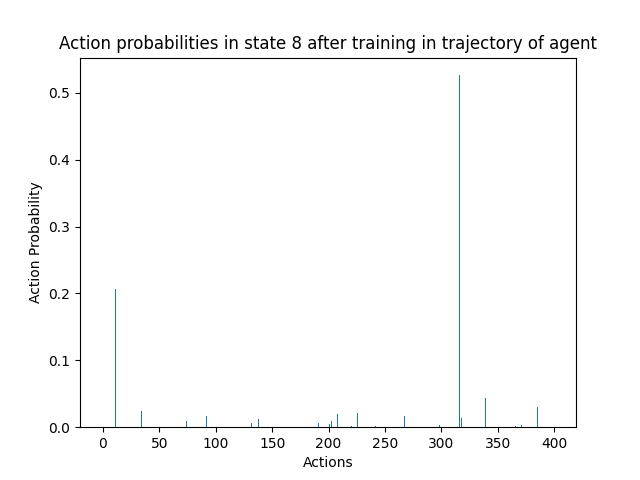 Action probabilities in state 8 after training in trajectory of agent
0.5
0.4
0.3
0.2
0.1
0.0
Action Probability
0 50 100 150 200 250 300 350 400
Actions